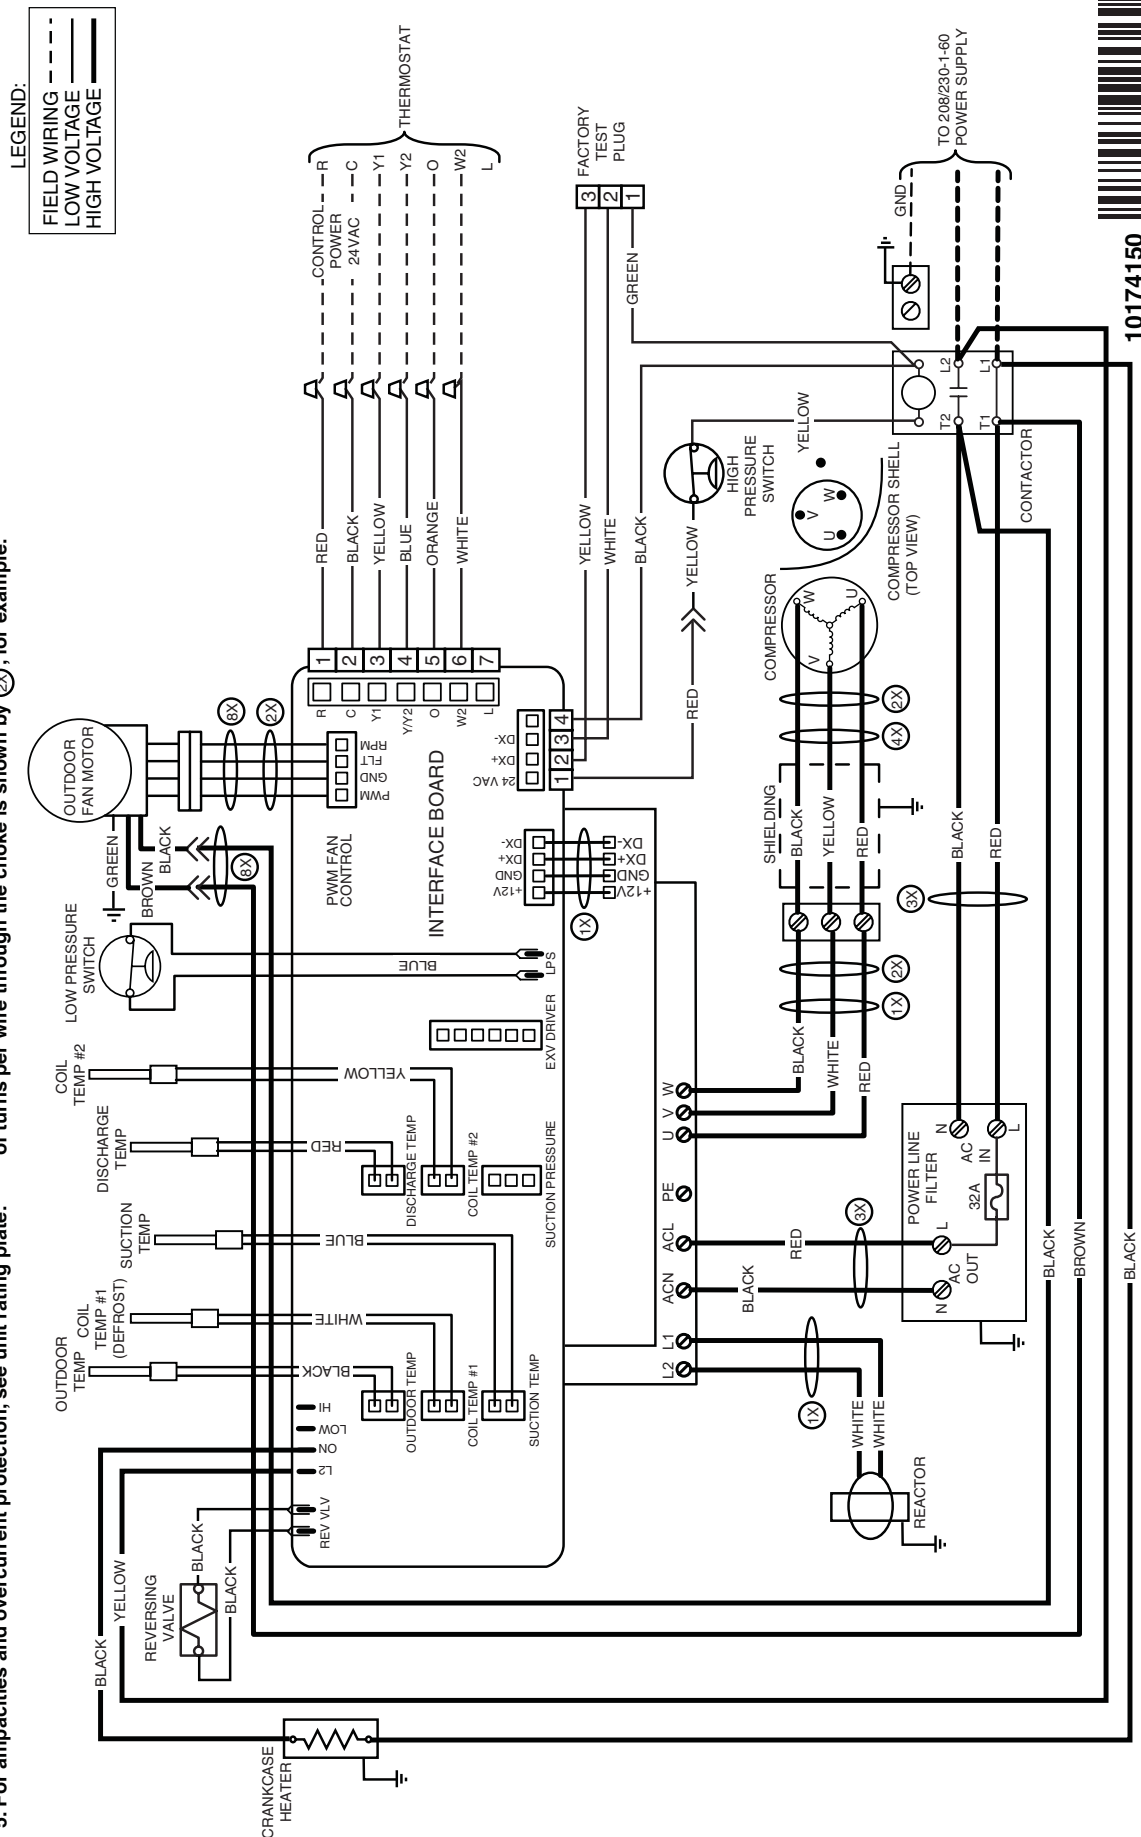 5. For ampacities and overcurrent protection, see unit rating plate.
of turns per wire through the choke is shown by (2X), for example.
LEGEND:
FIELD WIRING
LOW VOLTAGE
HIGH VOLTAGE
OUTDOOR
FAN MOTOR
GREEN
BROWN
BLACK
8X
8X
2X
LOW PRESSURE
SWITCH
COIL
TEMP #2
DISCHARGE
TEMP
SUCTION
TEMP
COIL
TEMP #1
(DEFROST)
OUTDOOR
TEMP
BLACK
WHITE
BLUE
RED
YELLOW
BLUE
CRANKCASE
HEATER
BLACK
YELLOW
REVERSING
VALVE
BLACK
BLACK
REV VLV
L2
ON
LOW
HI
OUTDOOR TEMP
COIL TEMP #1
SUCTION TEMP
DISCHARGE TEMP
COIL TEMP #2
SUCTION PRESSURE
EXV DRIVER
LPS
INTERFACE BOARD
PWM FAN
CONTROL
PWM
GND
FLT
RPM
+12V
GND
DX+
DX-
+12V
GND
DX+
DX-
1X
24 VAC
DX+
DX-
1
2
3
4
R
C
Y1
Y/Y2
O
W2
L
1
2
3
4
5
6
7
RED
BLACK
YELLOW
BLUE
ORANGE
WHITE
CONTROL
POWER
24VAC
R
C
Y1
Y2
O
W2
L
THERMOSTAT
YELLOW
WHITE
BLACK
GREEN
3
2
1
FACTORY
TEST
PLUG
RED
YELLOW
HIGH
PRESSURE
SWITCH
YELLOW
L2
L1
ACN
ACL
PE
U
V
W
REACTOR
WHITE
WHITE
1X
BLACK
RED
3X
POWER LINE
FILTER
N
L
AC
OUT
32A
AC
IN
N
L
BLACK
WHITE
RED
1X
2X
SHIELDING
BLACK
YELLOW
RED
4X
2X
COMPRESSOR
V
W
U
COMPRESSOR SHELL
(TOP VIEW)
U
V
W
3X
BLACK
RED
CONTACTOR
T2
L2
T1
L1
GND
TO 208/230-1-60
POWER SUPPLY
BLACK
BROWN
BLACK
10174150